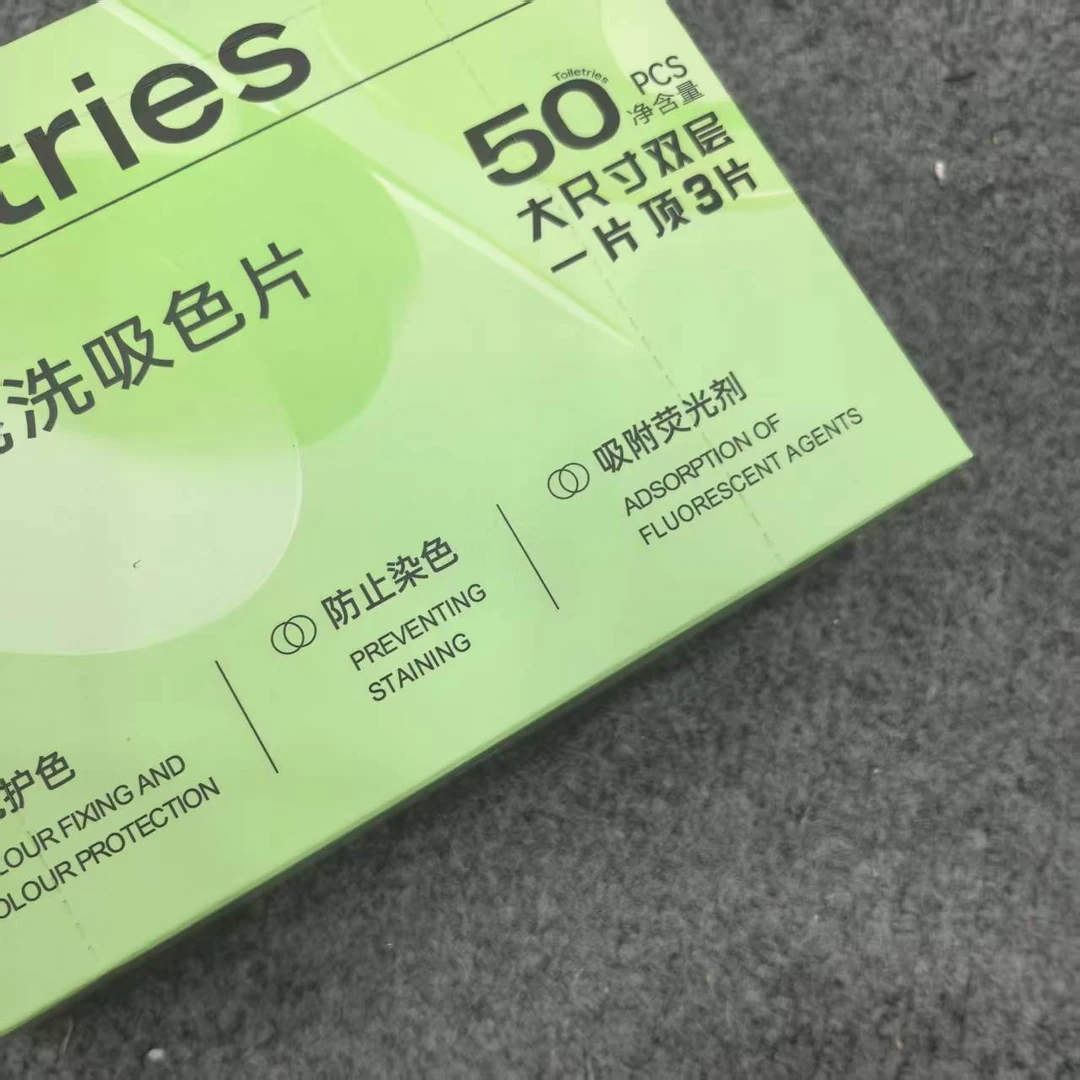 tries
Toiletries
50 PCS
净含量
大尺寸双层
一片顶3片
洗吸色片
吸附荧光剂
ADSORPTION OF
FLUORESCENT AGENTS
防止染色
PREVENTING
STAINING
护色
LOUR FIXING AND
OLOUR PROTECTION